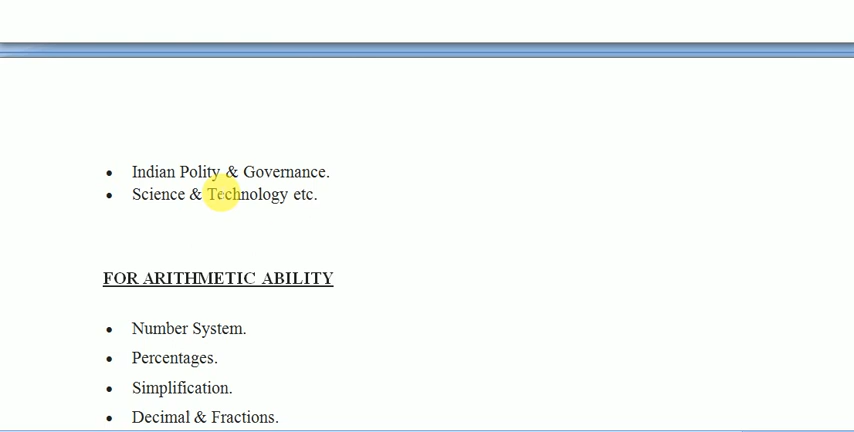 • Indian Polity & Governance.
• Science & Technology etc.
FOR ARITHMETIC ABILITY
• Number System.
• Percentages.
• Simplification.
• Decimal & Fractions.